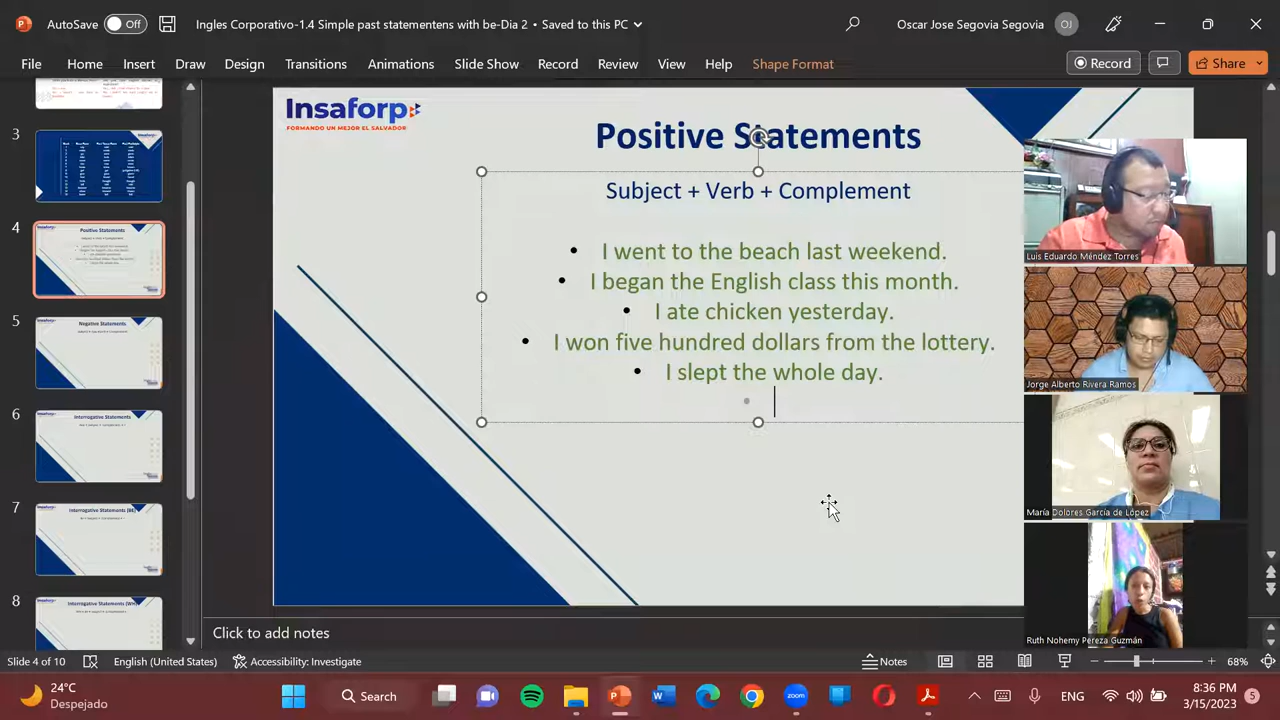 AutoSave Off Ingles Corporativo-1.4 Simple past statementens with be-Dia 2 • Saved to this PC Oscar Jose Segovia Segovia OJ
File Home Insert Draw Design Transitions Animations Slide Show Record Review View Help Shape Format Record Share
3
4
Positive Statements
5
Negative Statements
6
Interrogative Statements
7
Interrogative Statements (BE)
8
Interrogative Statements (WH)
Insaforp
FORMANDO UN MEJOR EL SALVADOR
Positive Statements
Subject + Verb + Complement
• I went to the beach last weekend.
• I began the English class this month.
• I ate chicken yesterday.
• I won five hundred dollars from the lottery.
• I slept the whole day.
Luis Eduardo Méndez Torres
Jorge Alberto Rivera Ramos
María Dolores García de López
Ruth Nohemy Pereza Guzmán
Click to add notes
Slide 4 of 10 English (United States) Accessibility: Investigate Notes 68%
24°C
Despejado
Search
zoom
ENG
8:36 PM
3/15/2023
5